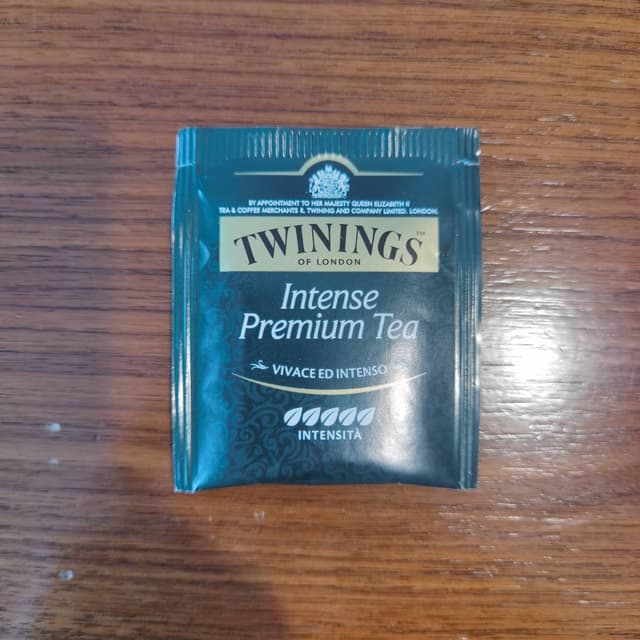 BY APPOINTMENT TO HER MAJESTY QUEEN ELIZABETH II
TEA & COFFEE MERCHANTS R. TWINING AND COMPANY LIMITED. LONDON.
TWININGS™
OF LONDON
Intense
Premium Tea
VIVACE ED INTENSO
INTENSITÀ